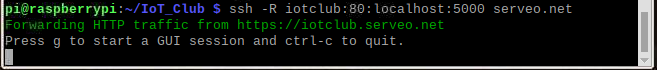 pi@raspberrypi:~/IoT_Club $ ssh -R iotclub:80:localhost:5000 serveo.net
Forwarding HTTP traffic from https://iotclub.serveo.net
Press g to start a GUI session and ctrl-c to quit.